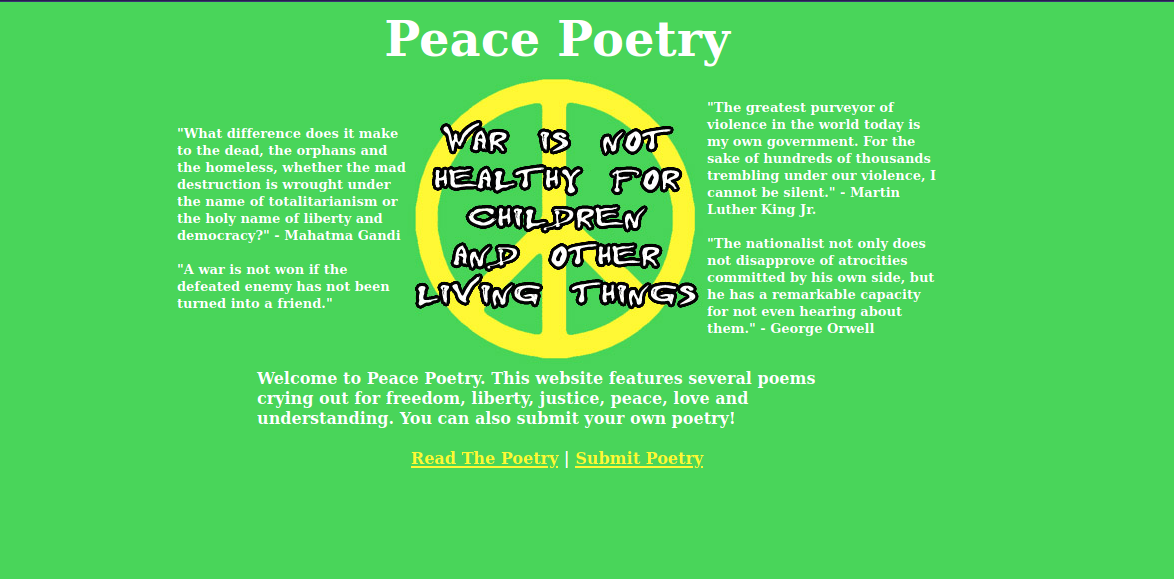 Peace Poetry
"What difference does it make
to the dead, the orphans and
the homeless, whether the mad
destruction is wrought under
the name of totalitarianism or
the holy name of liberty and
democracy?" - Mahatma Gandi
"A war is not won if the
defeated enemy has not been
turned into a friend."
WAR IS NOT
HEALTHY FOR
CHILDREN
AND OTHER
LIVING THINGS
"The greatest purveyor of
violence in the world today is
my own government. For the
sake of hundreds of thousands
trembling under our violence, I
cannot be silent." - Martin
Luther King Jr.
"The nationalist not only does
not disapprove of atrocities
committed by his own side, but
he has a remarkable capacity
for not even hearing about
them." - George Orwell
Welcome to Peace Poetry. This website features several poems
crying out for freedom, liberty, justice, peace, love and
understanding. You can also submit your own poetry!
Read The Poetry | Submit Poetry